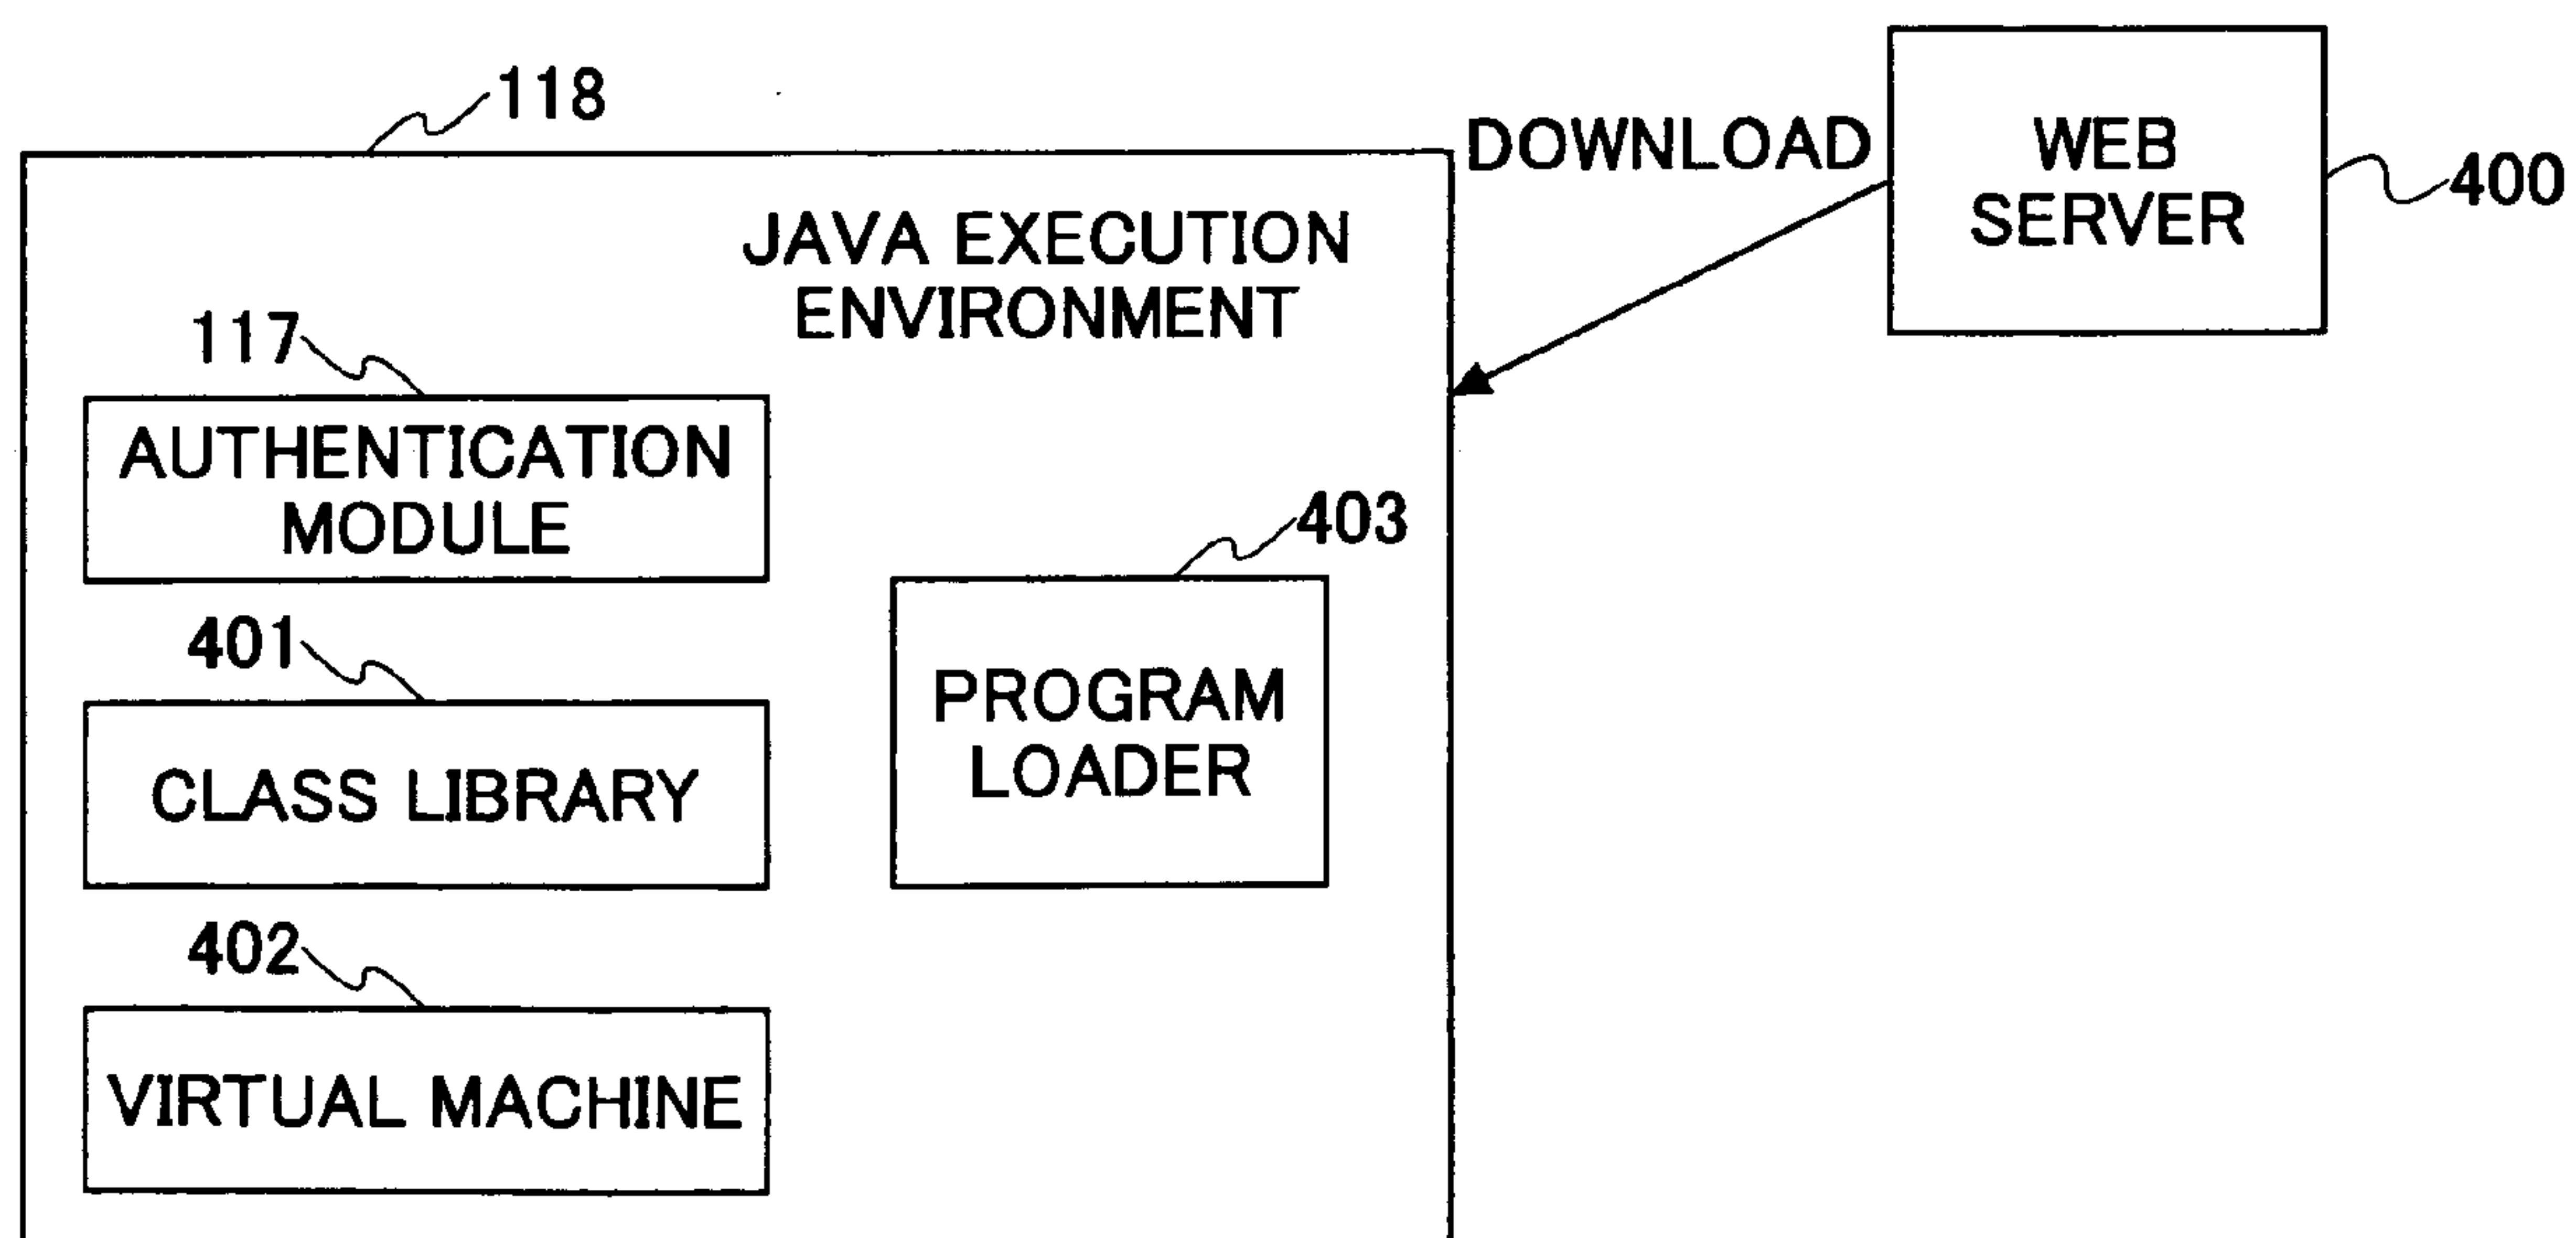 118
DOWNLOAD
WEB
SERVER
400
JAVA EXECUTION
ENVIRONMENT
117
AUTHENTICATION
MODULE
403
PROGRAM
LOADER
401
CLASS LIBRARY
402
VIRTUAL MACHINE